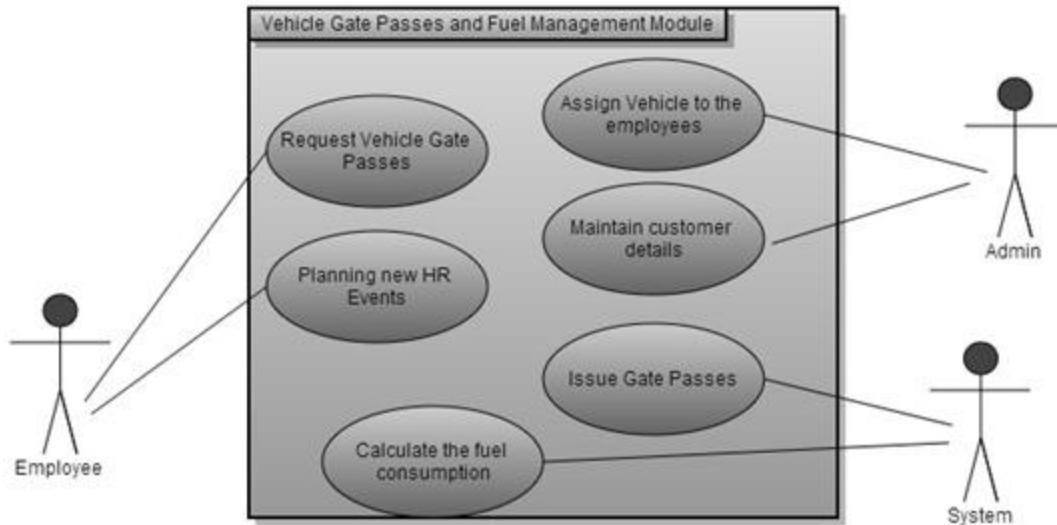 Vehicle Gate Passes and Fuel Management Module
Request Vehicle Gate
Passes
Planning new HR
Events
Assign Vehicle to the
employees
Maintain customer
details
Issue Gate Passes
Calculate the fuel
consumption
Employee
Admin
System